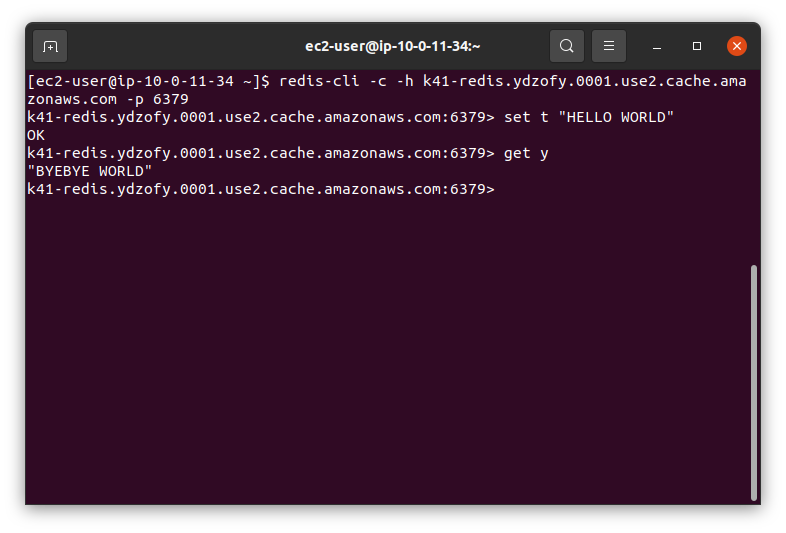 ec2-user@ip-10-0-11-34:~
[ec2-user@ip-10-0-11-34 ~]$ redis-cli -c -h k41-redis.ydzofy.0001.use2.cache.ama
zonaws.com -p 6379
k41-redis.ydzofy.0001.use2.cache.amazonaws.com:6379> set t "HELLO WORLD"
OK
k41-redis.ydzofy.0001.use2.cache.amazonaws.com:6379> get y
"BYEBYE WORLD"
k41-redis.ydzofy.0001.use2.cache.amazonaws.com:6379>